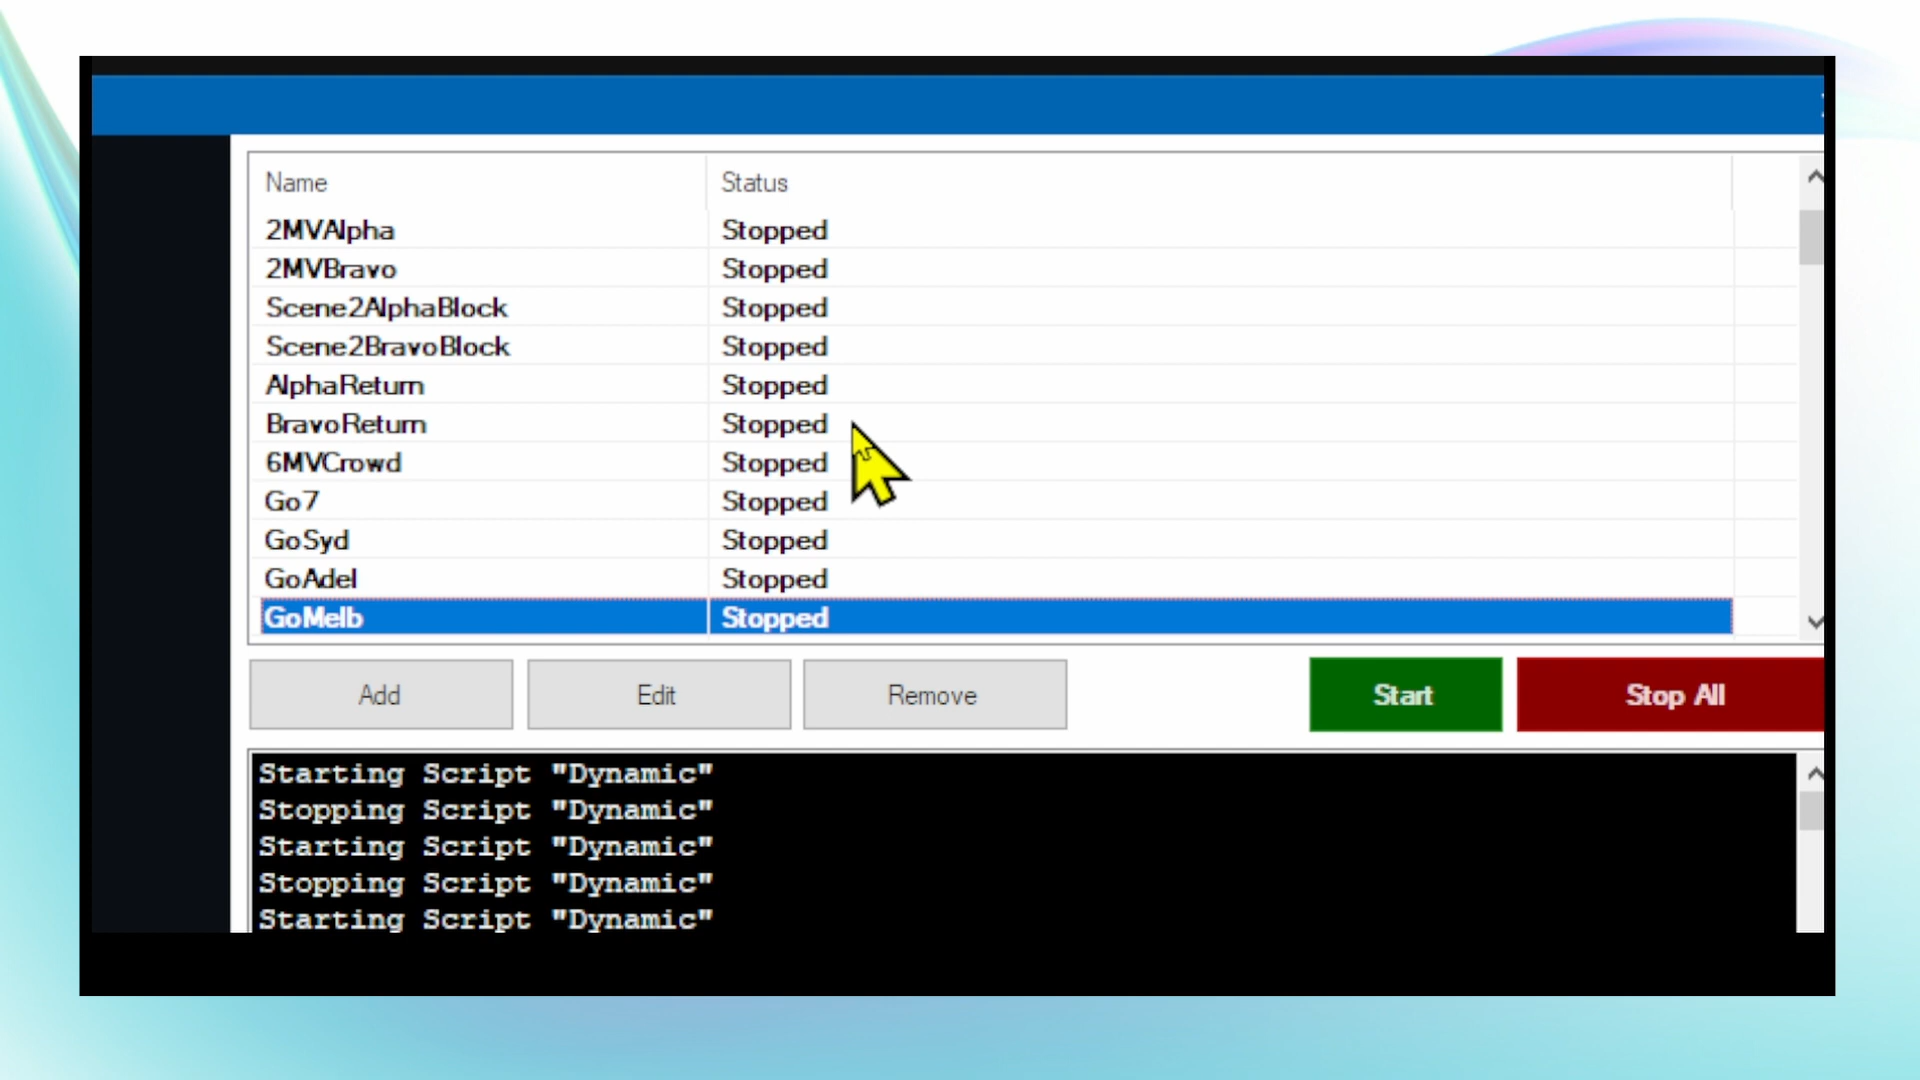 Name Status
2MVAlpha Stopped
2MVBravo Stopped
Scene2AlphaBlock Stopped
Scene2BravoBlock Stopped
AlphaReturn Stopped
BravoReturn Stopped
6MVCrowd Stopped
Go7 Stopped
GoSyd Stopped
GoAdel Stopped
GoMelb Stopped
Add Edit Remove Start Stop All
Starting Script "Dynamic"
Stopping Script "Dynamic"
Starting Script "Dynamic"
Stopping Script "Dynamic"
Starting Script "Dynamic"